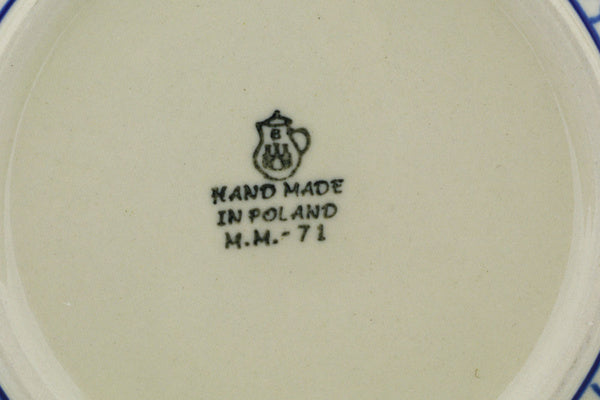 B
HAND MADE
IN POLAND
M.M.-71